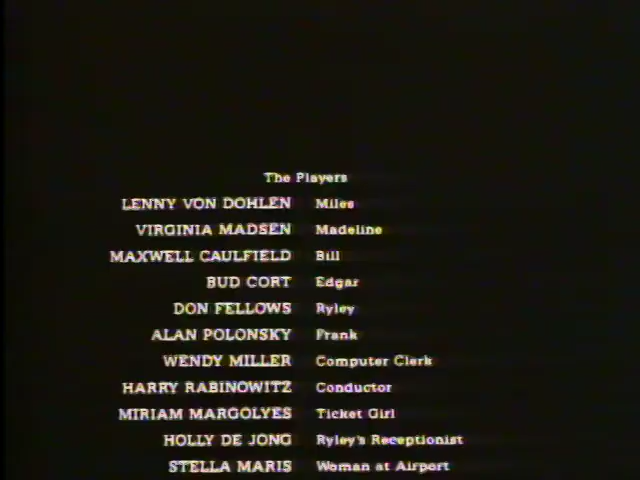 The Players
LENNY VON DOHLEN Miles
VIRGINIA MADSEN Madeline
MAXWELL CAULFIELD Bill
BUD CORT Edgar
DON FELLOWS Ryley
ALAN POLONSKY Frank
WENDY MILLER Computer Clerk
HARRY RABINOWITZ Conductor
MIRIAM MARGOLYES Ticket Girl
HOLLY DE JONG Ryley's Receptionist
STELLA MARIS Woman at Airport